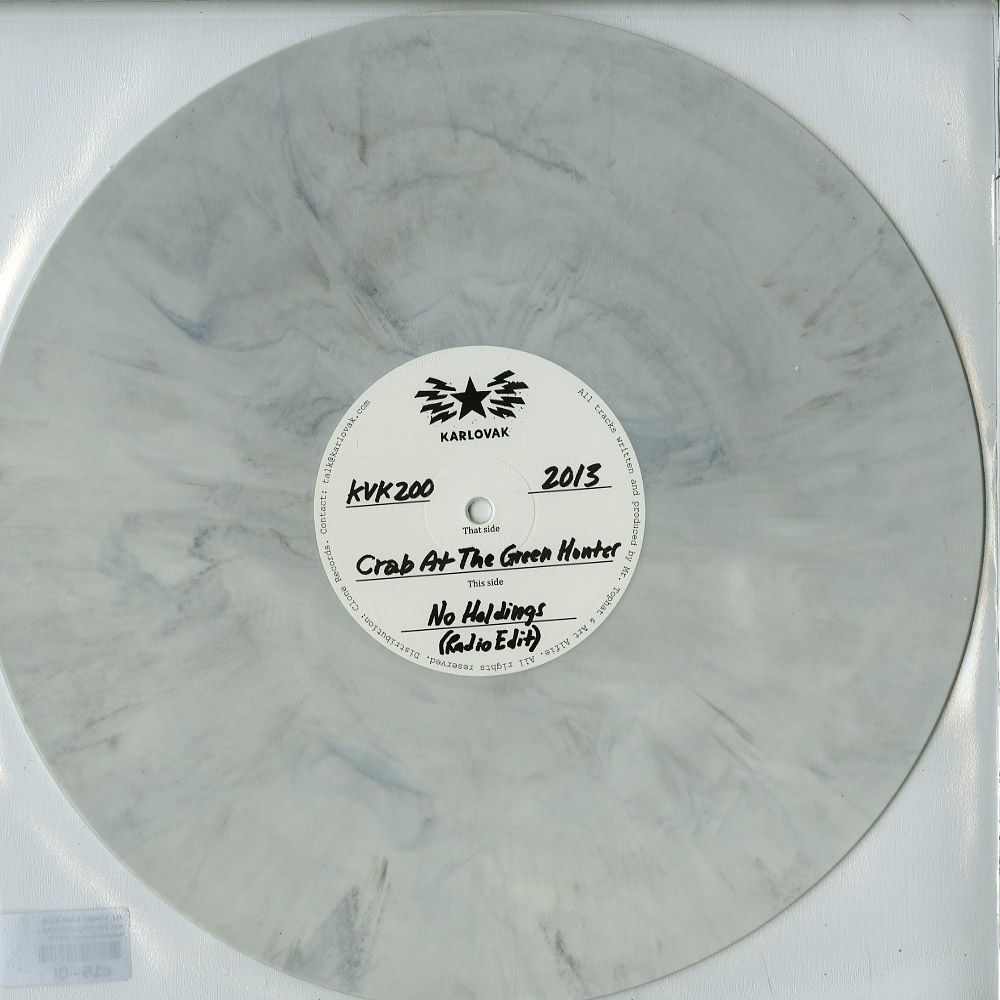 KARLOVAK
KVK200
2013
That side
Crab At The Green Hunter
This side
No Holdings
(Radio Edit)
All tracks written and produced by Mr. Tophat & Art Alfie. All rights reserved. Distribution: Clone Records. Contact: talk@karlovak.com